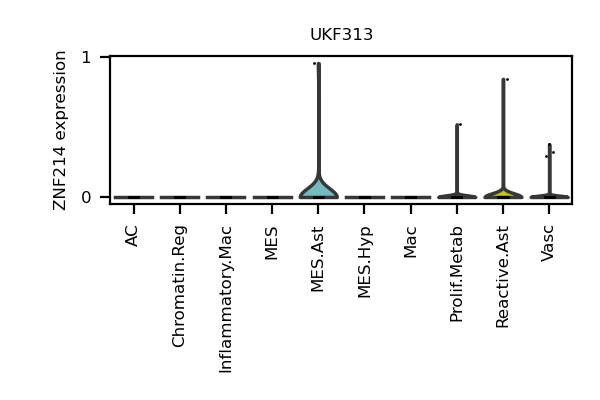 UKF313
ZNF214 expression
1
0
AC
Chromatin.Reg
Inflammatory.Mac
MES
MES.Ast
MES.Hyp
Mac
Prolif.Metab
Reactive.Ast
Vasc